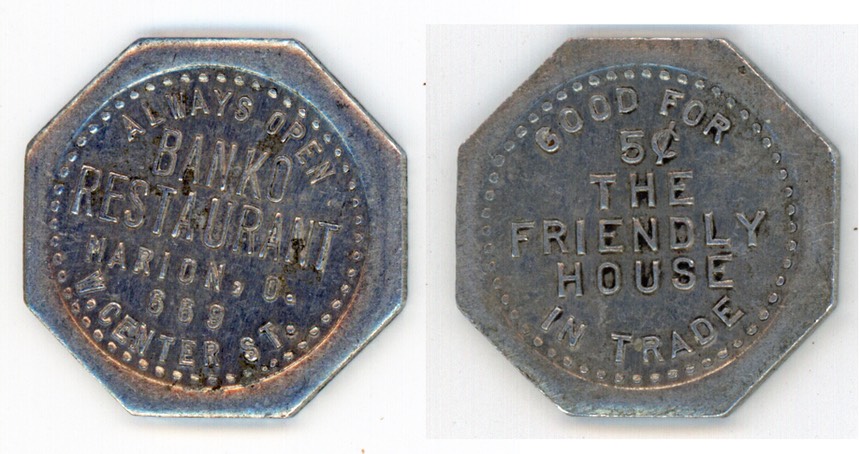 ALWAYS OPEN
BANKO
RESTAURANT
MARION, O.
669
W. CENTER ST.
GOOD FOR
5¢
THE
FRIENDLY
HOUSE
IN TRADE